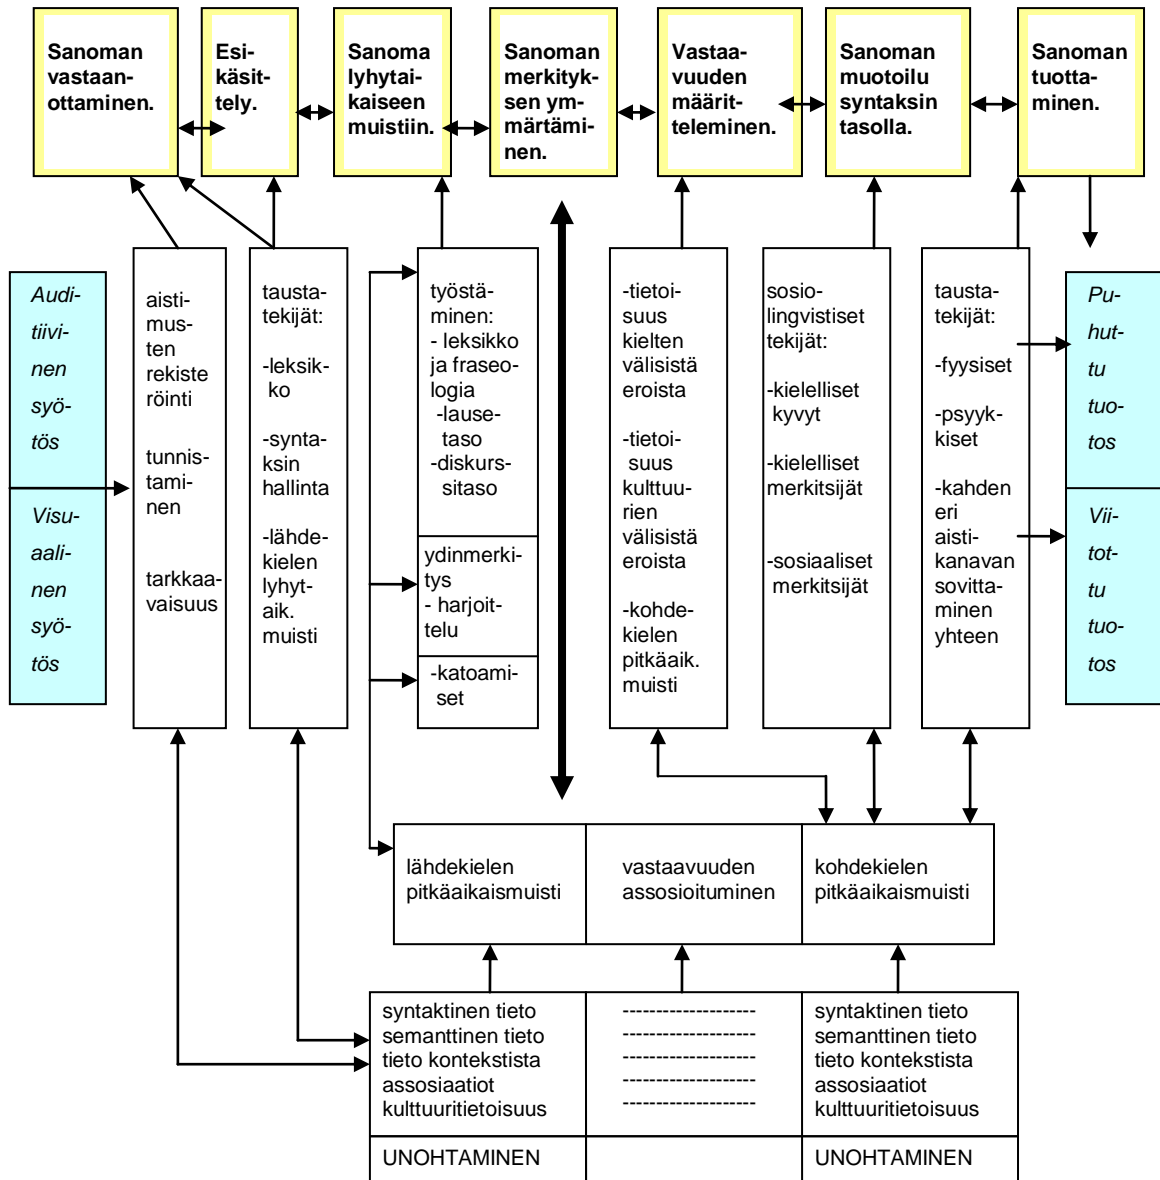 Sanoman
vastaan-
ottaminen.
Esi-
käsit-
tely.
Sanoma
lyhytai-
kaiseen
muistiin.
Sanoman
merkityk-
sen ym-
märtämi-
nen.
Vastaa-
vuuden
määrit-
teleminen.
Sanoman
muotoilu
syntaksin
tasolla.
Sanoman
tuotta-
minen.
Audi-
tiivi-
nen
syö-
tös
Visu-
aali-
nen
syö-
tös
aisti-
mus-
ten
rekiste
röinti
tunnis-
tami-
nen
tarkkaa-
vaisuus
tausta-
tekijät:
-leksik-
ko
-syn-
taksin
hallinta
-lähde-
kielen
lyhyt-
aik.
muisti
työstä-
minen:
- leksikko
ja fraseo-
logia
-lause-
taso
-diskurs-
sitaso
ydinmerki-
tys
- harjoit-
telu
-katoami-
set
-tietoi-
suus
kielten
välisistä
eroista
-tietoi-
suus
kulttuu-
rien
välisistä
eroista
-kohde-
kielen
pitkäaik.
muisti
sosio-
lingvistiset
tekijät:
-kielelliset
kyvyt
-kielelliset
merkitsijät
-sosiaaliset
merkitsijät
tausta-
tekijät:
-fyysiset
-psyyk-
kiset
-kahden
eri
aisti-
kanavan
sovitta-
minen
yhteen
Pu-
hut-
tu
tuo-
tos
Vii-
tot-
tu
tuo-
tos
lähdekielen
pitkäaikaismuisti
vastaavuuden
assosioituminen
kohdekielen
pitkäaikaismuisti
syntaktinen tieto
semanttinen tieto
tieto kontekstista
assosiaatiot
kulttuuritietoisuus
---------------------
---------------------
---------------------
---------------------
---------------------
syntaktinen tieto
semanttinen tieto
tieto kontekstista
assosiaatiot
kulttuuritietoisuus
UNOHTAMINEN
UNOHTAMINEN